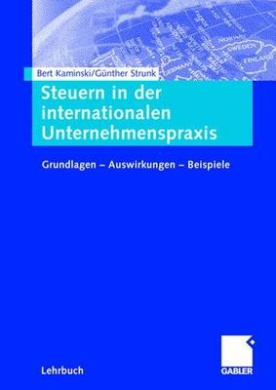 Bert Kaminski/Günther Strunk
Steuern in der
internationalen
Unternehmenspraxis
Grundlagen – Auswirkungen – Beispiele
Lehrbuch
GABLER